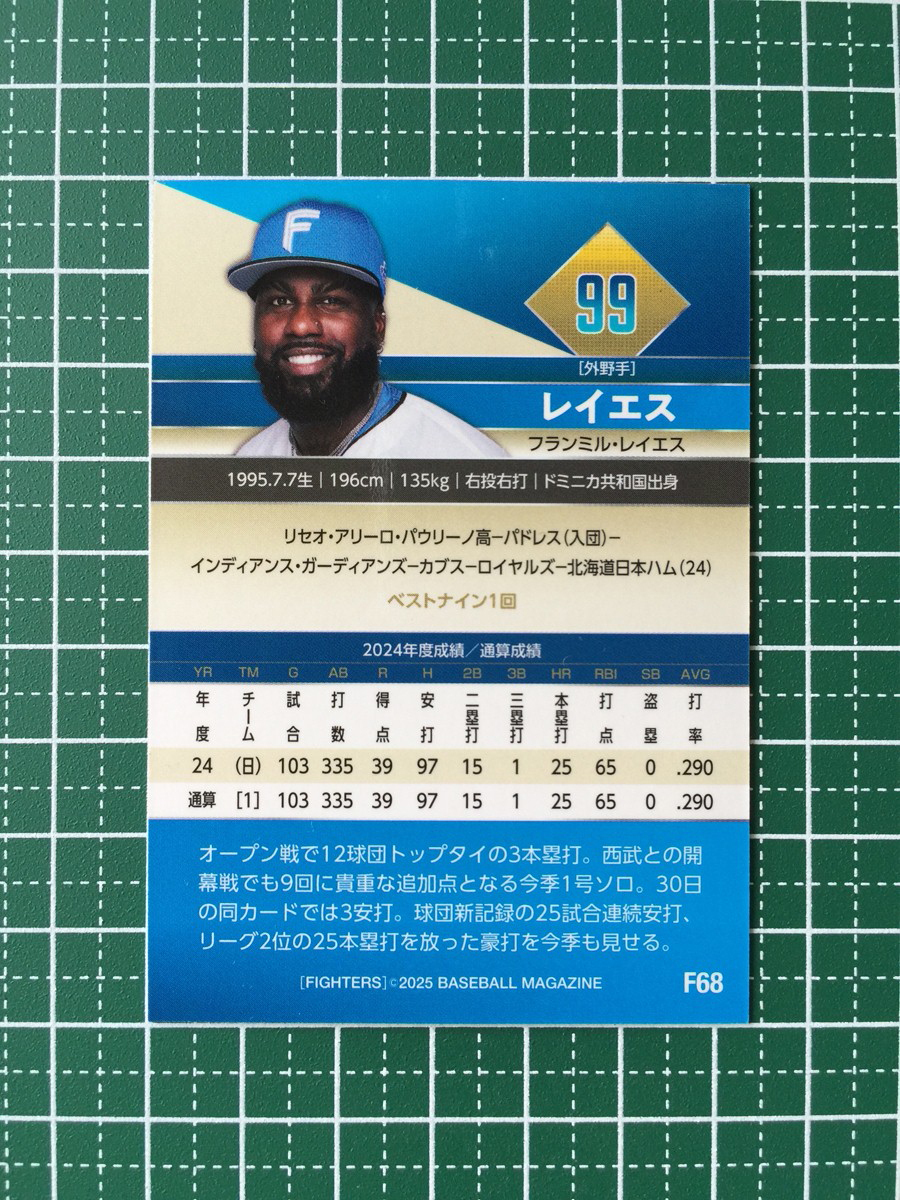 F
99
[外野手]
レイエス
フランミル・レイエス
1995.7.7生｜196cm｜135kg｜右投右打｜ドミニカ共和国出身
リセオ・アリーロ・パウリーノ高−パドレス(入団)−
インディアンス・ガーディアンズ−カブス−ロイヤルズ−北海道日本ハム(24)
ベストナイン1回
2024年度成績／通算成績
YR TM G AB R H 2B 3B HR RBI SB AVG
年度 チーム 試合 打数 得点 安打 二塁打 三塁打 本塁打 打点 盗塁 打率
24 (日) 103 335 39 97 15 1 25 65 0 .290
通算 [1] 103 335 39 97 15 1 25 65 0 .290
オープン戦で12球団トップタイの3本塁打。西武との開
幕戦でも9回に貴重な追加点となる今季1号ソロ。30日
の同カードでは3安打。球団新記録の25試合連続安打、
リーグ2位の25本塁打を放った豪打を今季も見せる。
[FIGHTERS]©2025 BASEBALL MAGAZINE F68